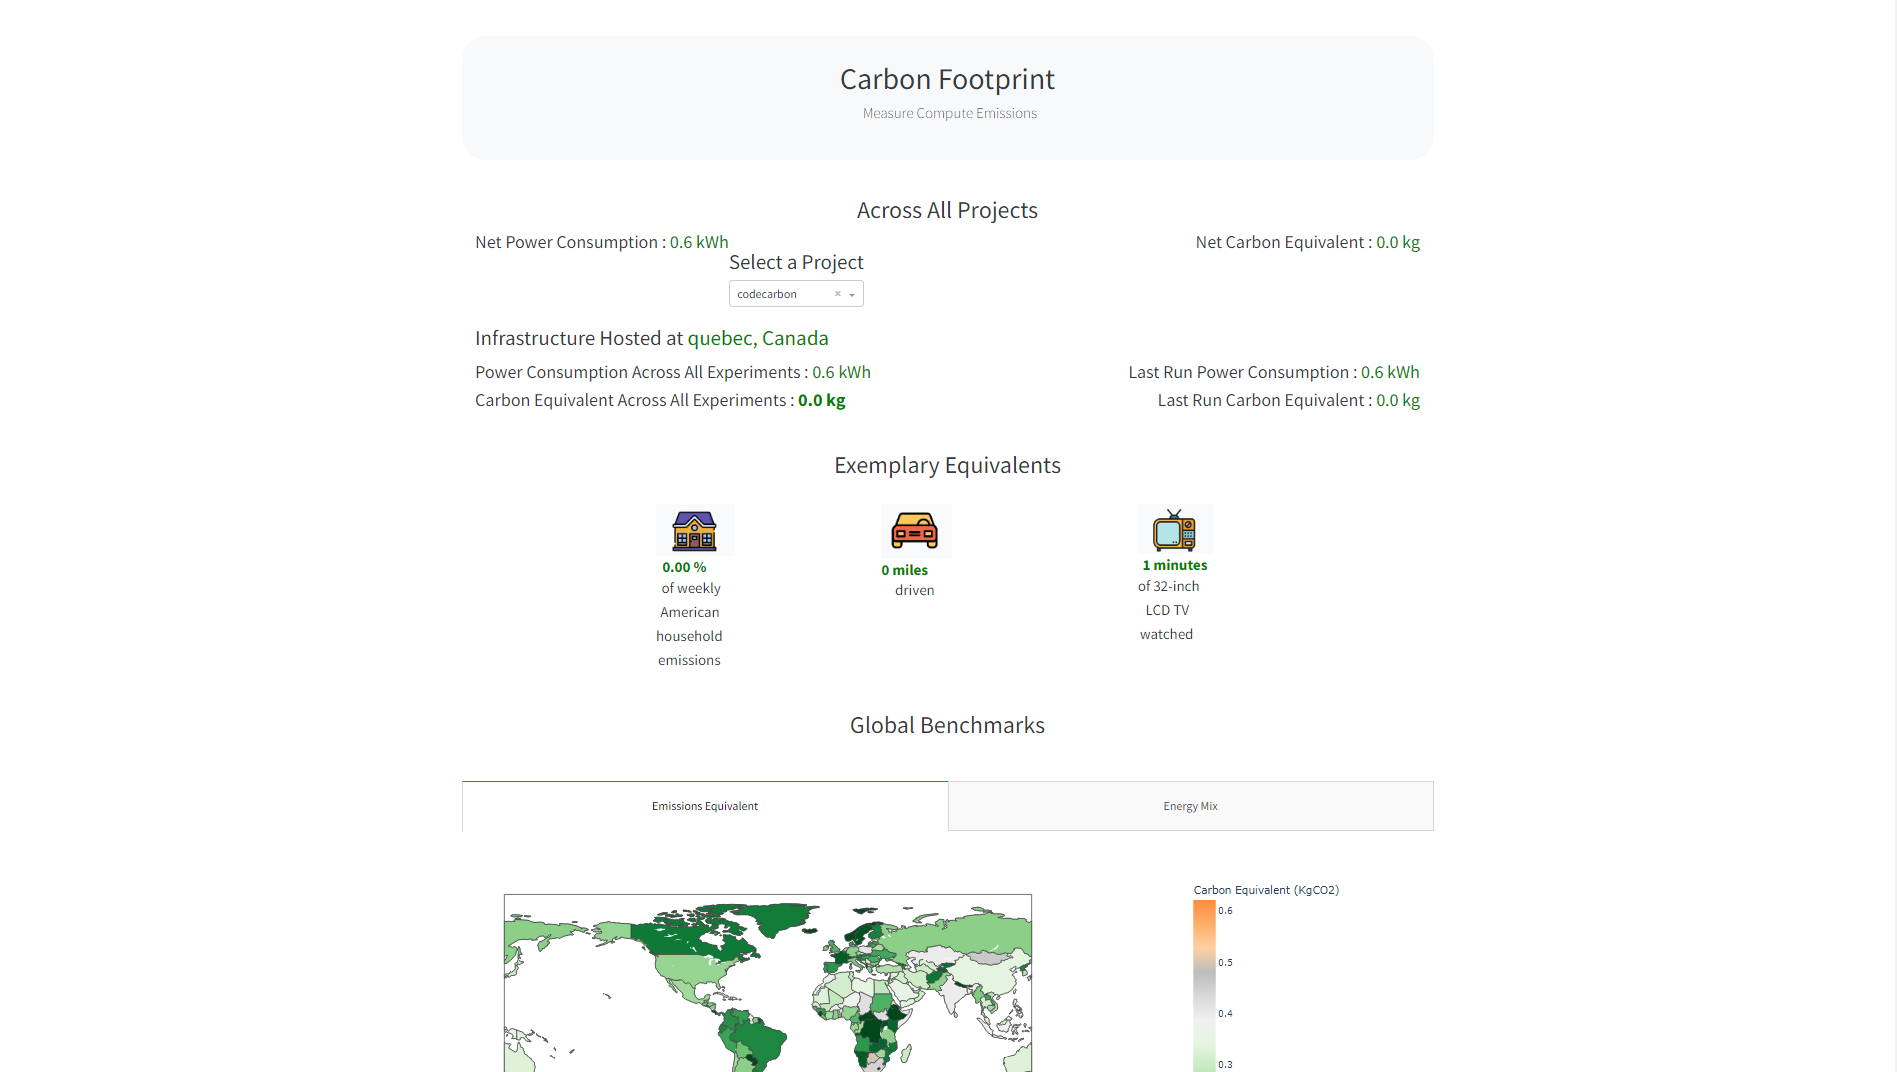 Carbon Footprint
Measure Compute Emissions
Across All Projects
Net Power Consumption : 0.6 kWh
Net Carbon Equivalent : 0.0 kg
Select a Project
codecarbon ×
Infrastructure Hosted at quebec, Canada
Power Consumption Across All Experiments : 0.6 kWh
Last Run Power Consumption : 0.6 kWh
Carbon Equivalent Across All Experiments : 0.0 kg
Last Run Carbon Equivalent : 0.0 kg
Exemplary Equivalents
0.00 %
of weekly
American
household
emissions
0 miles
driven
1 minutes
of 32-inch
LCD TV
watched
Global Benchmarks
Emissions Equivalent
Energy Mix
Carbon Equivalent (KgCO2)
0.6
0.5
0.4
0.3